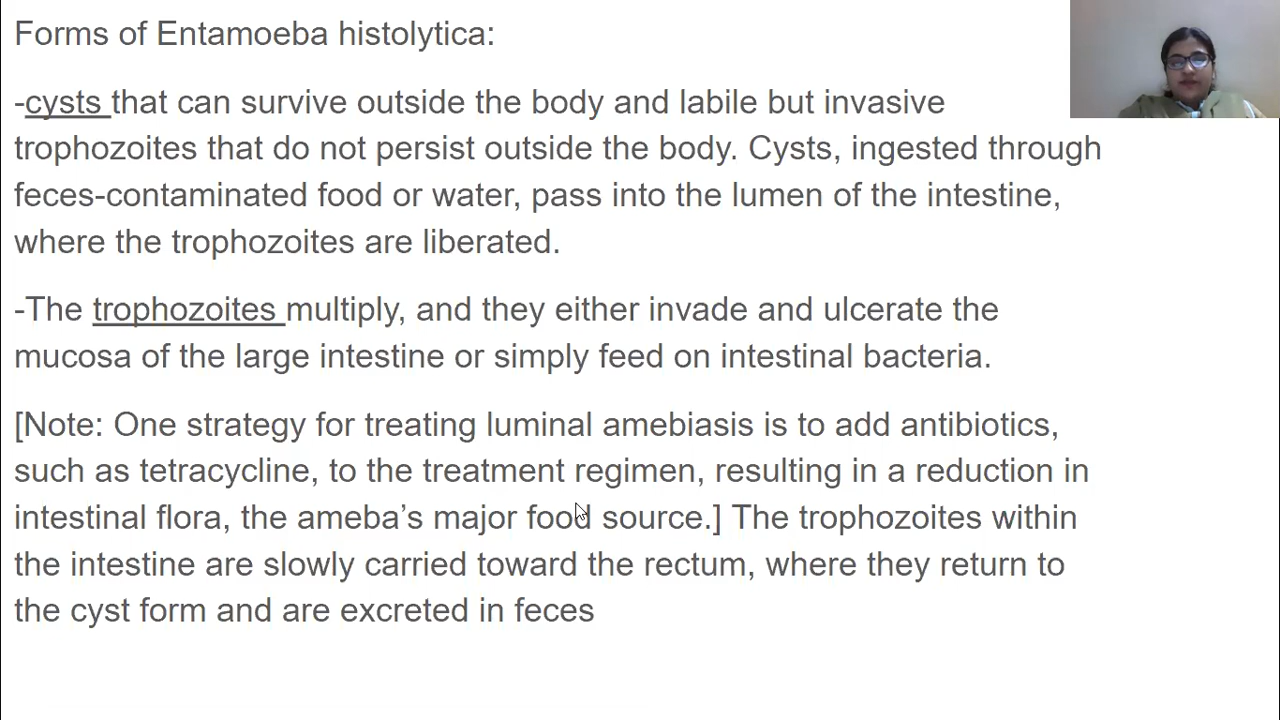 Forms of Entamoeba histolytica:
-cysts that can survive outside the body and labile but invasive
trophozoites that do not persist outside the body. Cysts, ingested through
feces-contaminated food or water, pass into the lumen of the intestine,
where the trophozoites are liberated.
-The trophozoites multiply, and they either invade and ulcerate the
mucosa of the large intestine or simply feed on intestinal bacteria.
[Note: One strategy for treating luminal amebiasis is to add antibiotics,
such as tetracycline, to the treatment regimen, resulting in a reduction in
intestinal flora, the ameba’s major food source.] The trophozoites within
the intestine are slowly carried toward the rectum, where they return to
the cyst form and are excreted in feces